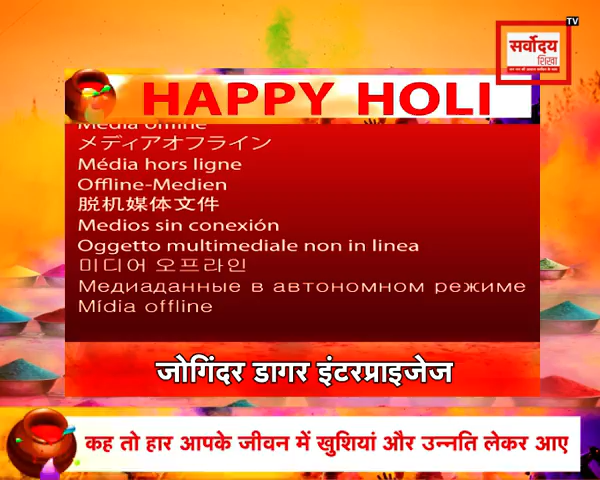 TV
सर्वोदय
शिखा
HAPPY HOLI
Media offline
メディアオフライン
Média hors ligne
Offline-Medien
脱机媒体文件
Medios sin conexión
Oggetto multimediale non in linea
미디어 오프라인
Медиаданные в автономном режиме
Mídia offline
जोगिंदर डागर इंटरप्राइजेज
कह तो हार आपके जीवन में खुशियां और उन्नति लेकर आए